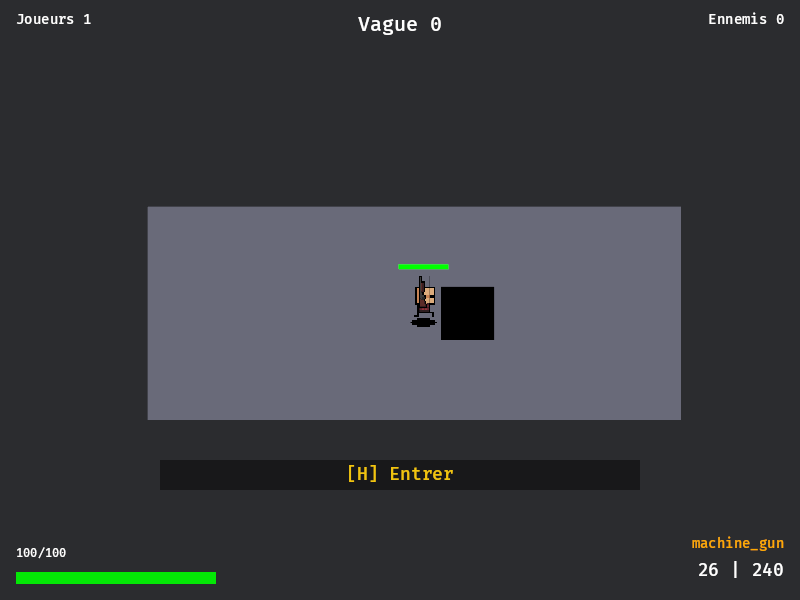 Joueurs 1
Vague 0
Ennemis 0
[H] Entrer
100/100
machine_gun
26 | 240